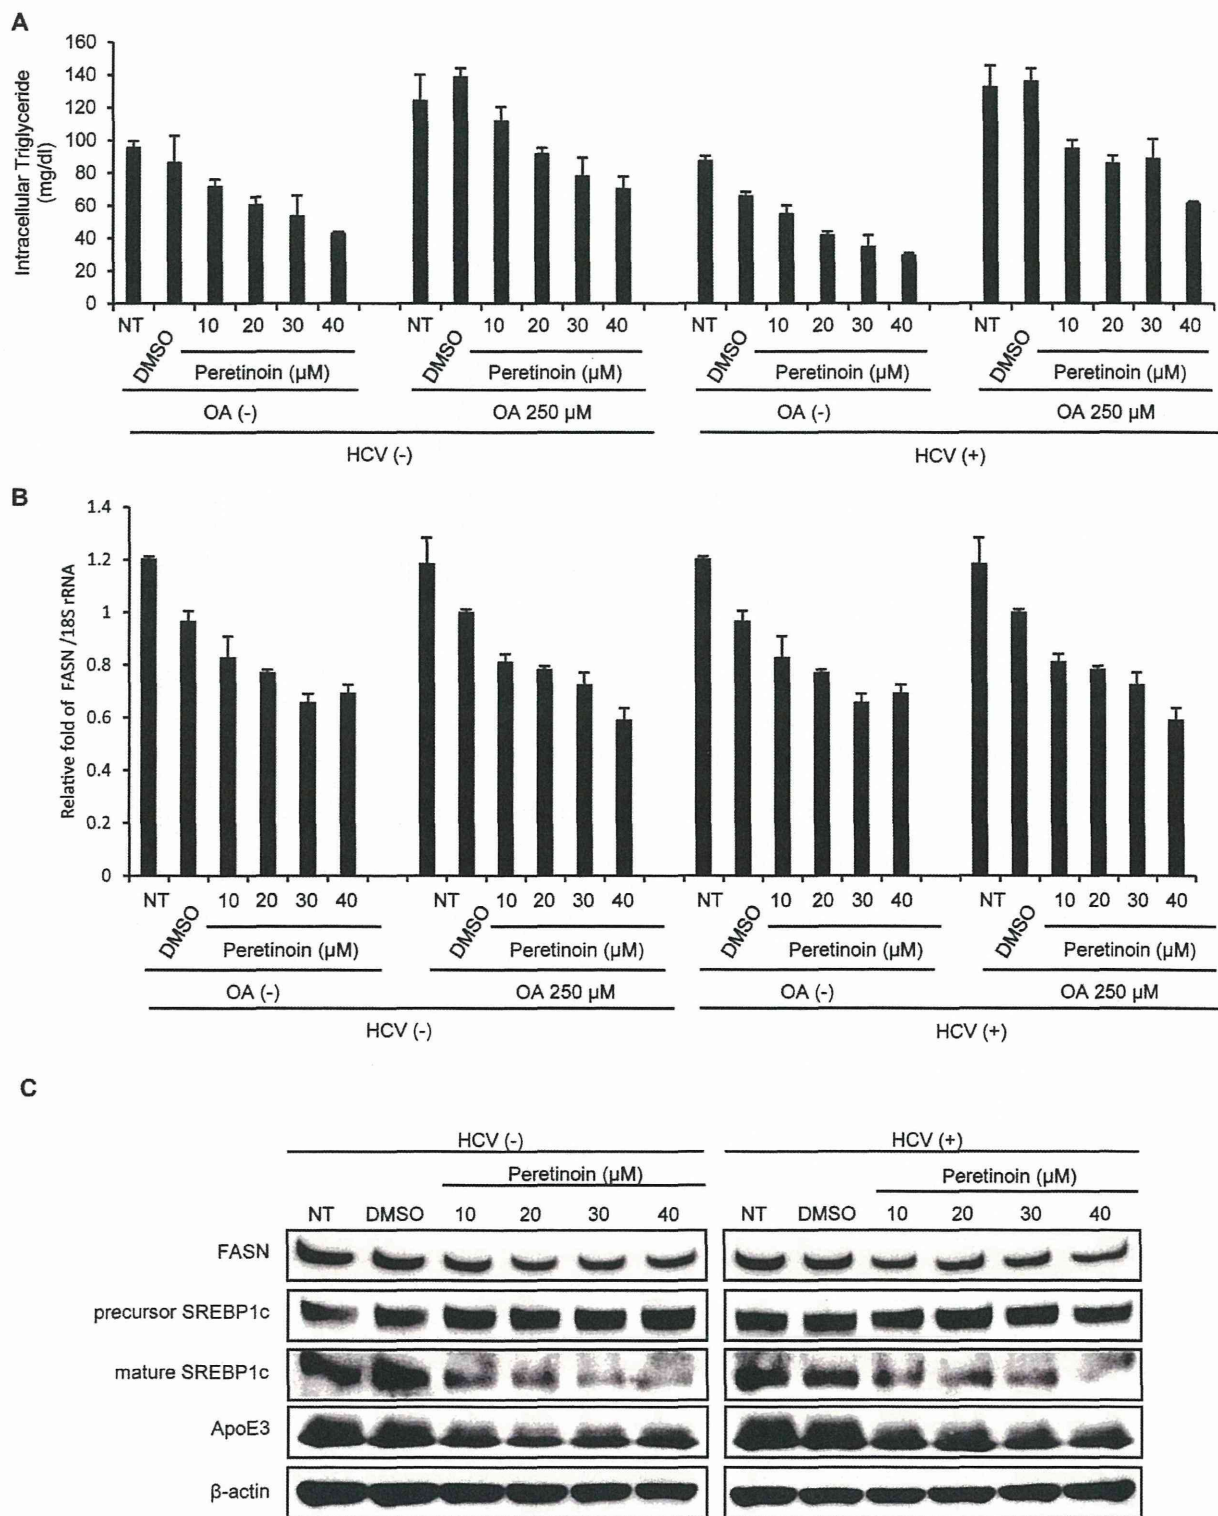 A
160
140
120
100
80
60
40
20
0
Intracellular Triglyceride
(mg/dl)
NT DMSO 10 20 30 40 NT DMSO 10 20 30 40 NT DMSO 10 20 30 40 NT DMSO 10 20 30 40
Peretinoin (µM) Peretinoin (µM) Peretinoin (µM) Peretinoin (µM)
OA (-) OA 250 µM OA (-) OA 250 µM
HCV (-) HCV (+)
B
1.4
1.2
1
0.8
0.6
0.4
0.2
0
Relative fold of FASN /18S rRNA
NT DMSO 10 20 30 40 NT DMSO 10 20 30 40 NT DMSO 10 20 30 40 NT DMSO 10 20 30 40
Peretinoin (µM) Peretinoin (µM) Peretinoin (µM) Peretinoin (µM)
OA (-) OA 250 µM OA (-) OA 250 µM
HCV (-) HCV (+)
C
HCV (-) HCV (+)
Peretinoin (µM) Peretinoin (µM)
NT DMSO 10 20 30 40 NT DMSO 10 20 30 40
FASN
precursor SREBP1c
mature SREBP1c
ApoE3
β-actin